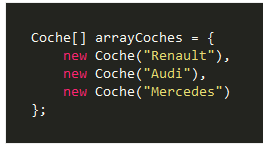 Coche[] arrayCoches = {
    new Coche("Renault"),
    new Coche("Audi"),
    new Coche("Mercedes")
};